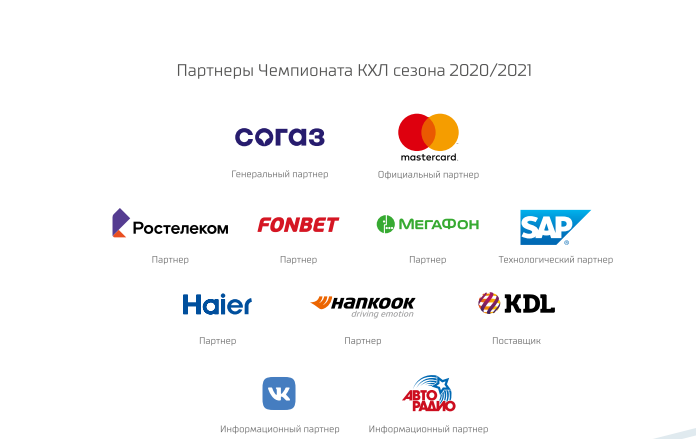 Партнеры Чемпионата КХЛ сезона 2020/2021
согаз
mastercard.
Генеральный партнер
Официальный партнер
Ростелеком
FONBET
МЕГАФОН
SAP
®
Партнер
Партнер
Партнер
Технологический партнер
Haier
HANKOOK
driving emotion
KDL
Партнер
Партнер
Поставщик
VK
АВТО
РАДИО
Информационный партнер
Информационный партнер